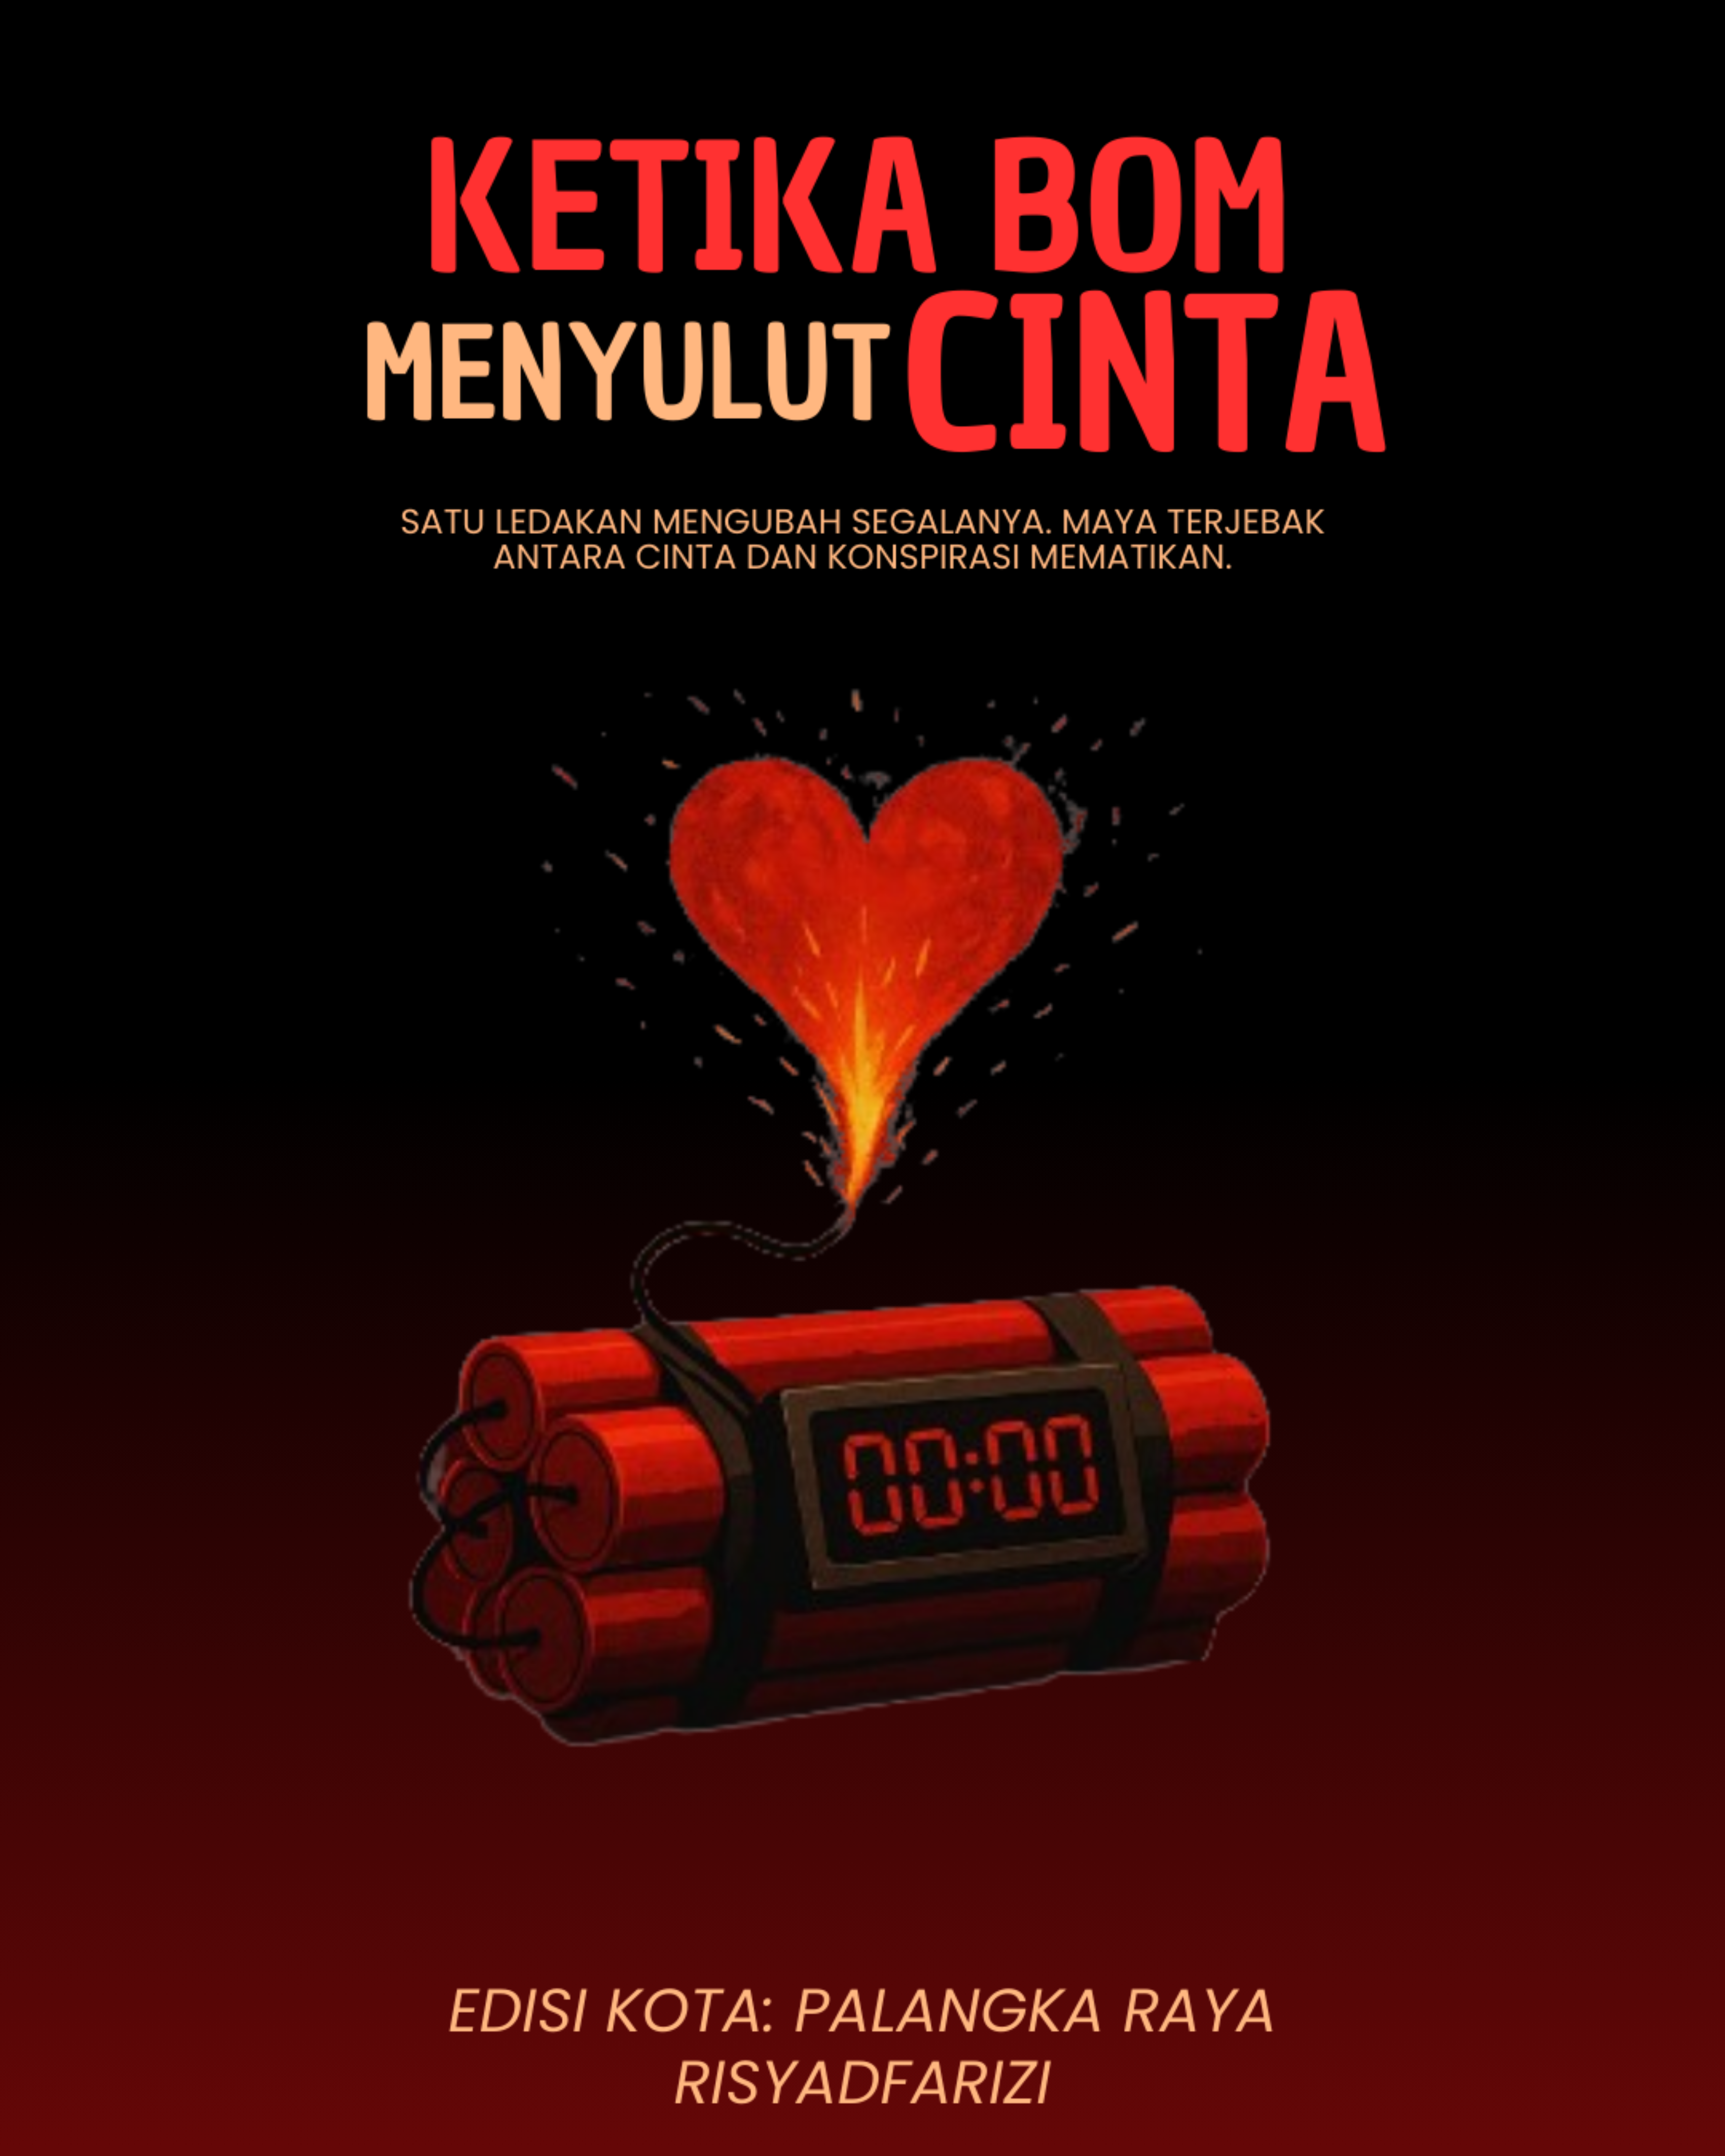 KETIKA BOM
MENYULUT CINTA
SATU LEDAKAN MENGUBAH SEGALANYA. MAYA TERJEBAK
ANTARA CINTA DAN KONSPIRASI MEMATIKAN.
00:00
EDISI KOTA: PALANGKA RAYA
RISYADFARIZI